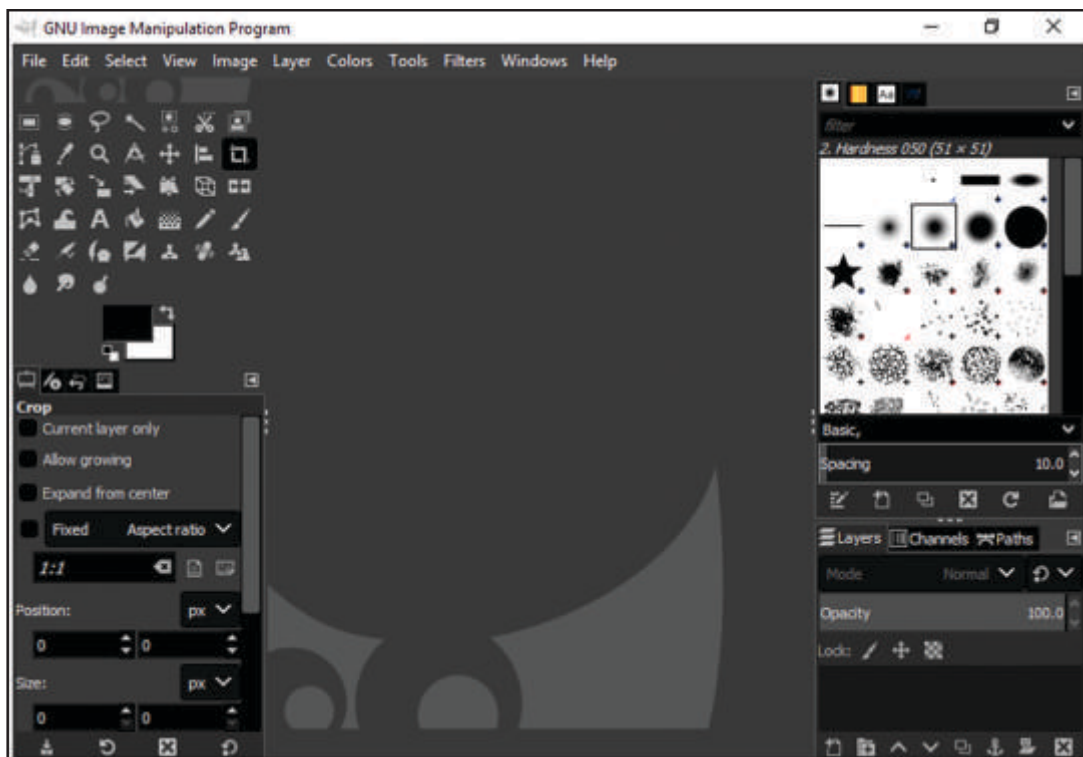 GNU Image Manipulation Program
File Edit Select View Image Layer Colors Tools Filters Windows Help
Aa
filter
2. Hardness 050 (51 × 51)
Crop
Current layer only
Allow growing
Expand from center
Fixed Aspect ratio
1:1
Position: px
0 0
Size: px
0 0
Basic,
Spacing 10.0
Layers Channels Paths
Mode Normal
Opacity 100.0
Lock: